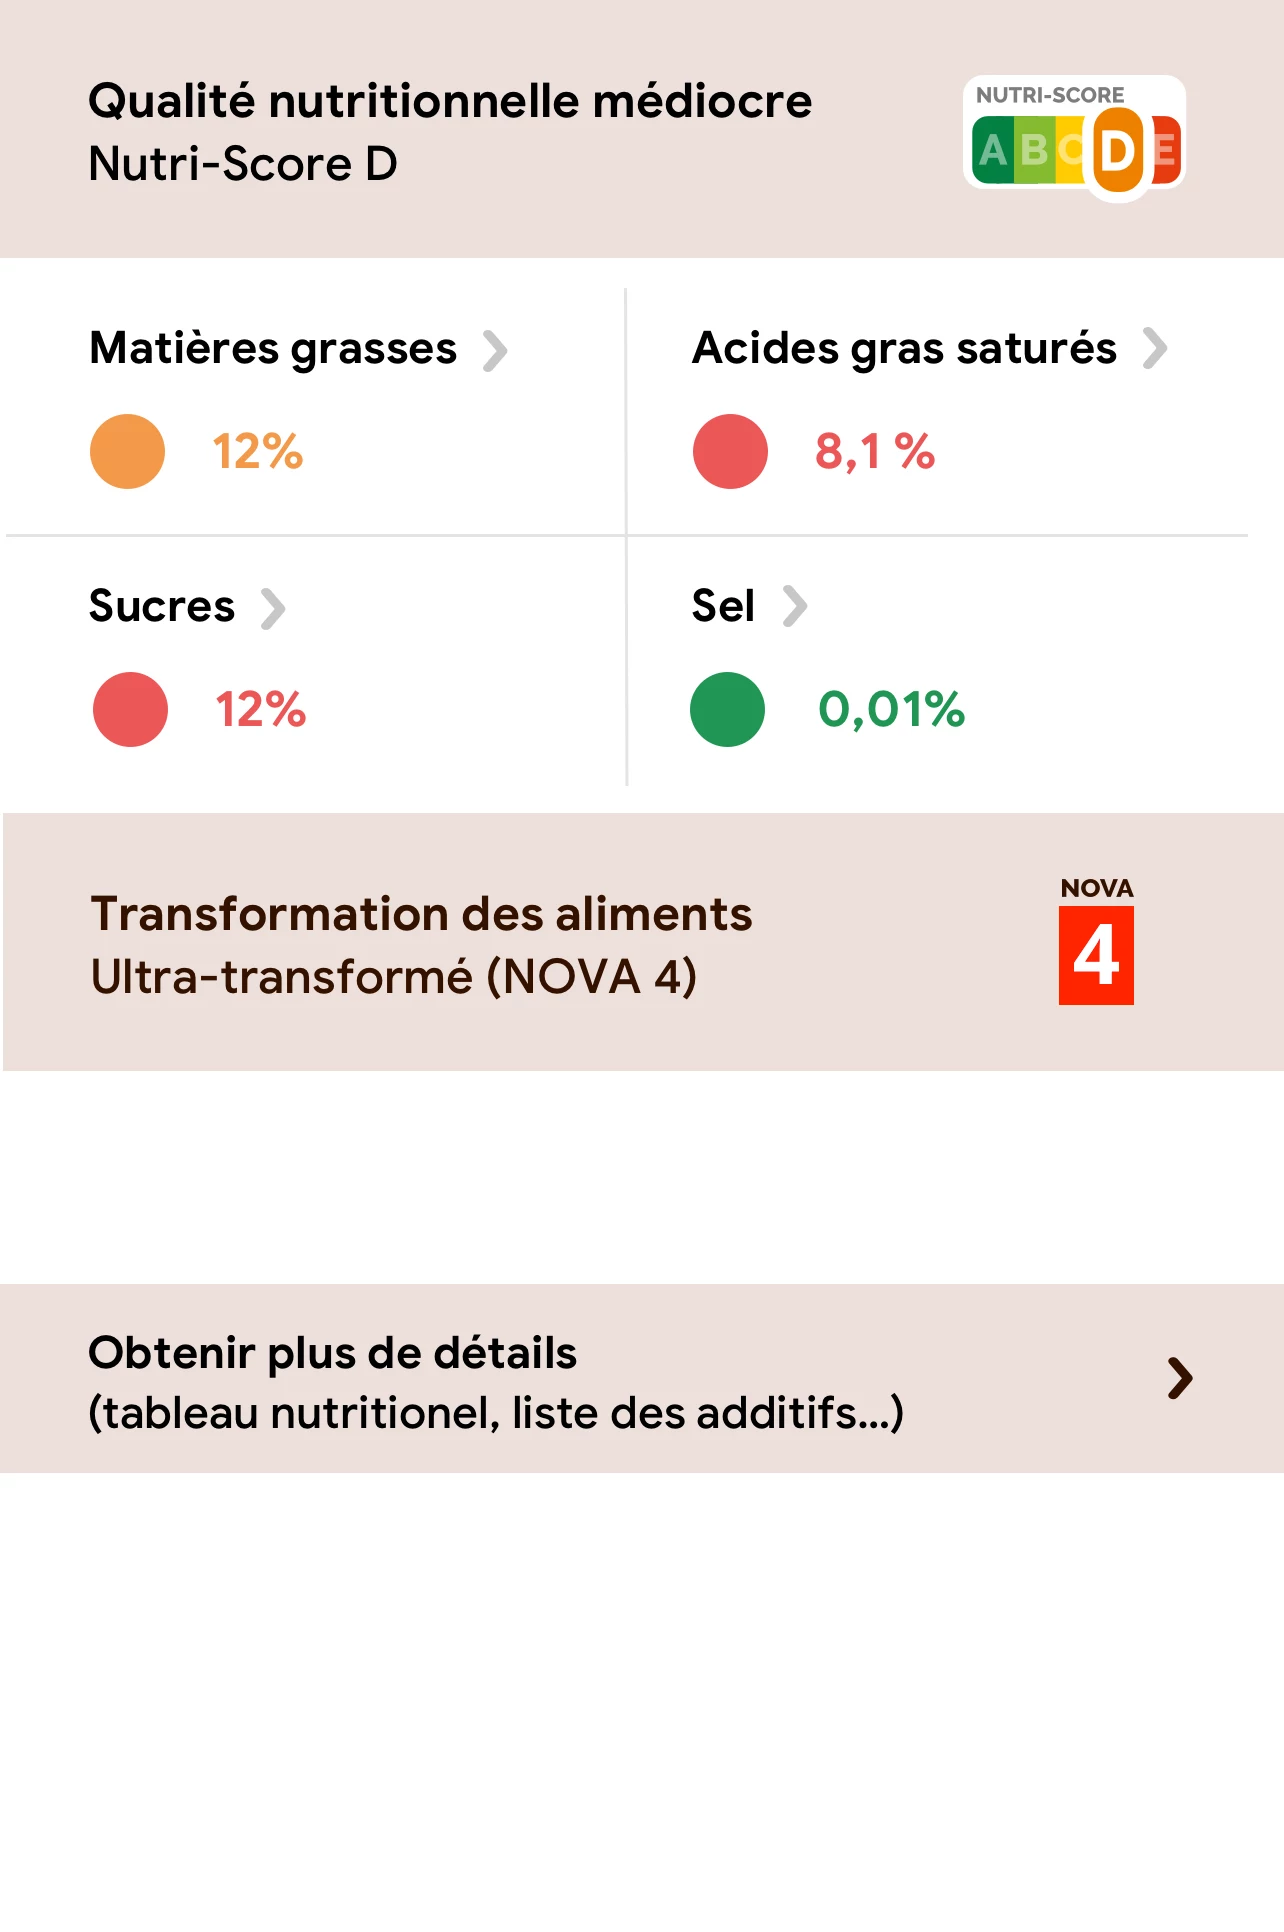 Qualité nutritionnelle médiocre
Nutri-Score D
NUTRI-SCORE
A B C D E
Matières grasses
12%
Acides gras saturés
8,1 %
Sucres
12%
Sel
0,01%
Transformation des aliments
Ultra-transformé (NOVA 4)
NOVA
4
Obtenir plus de détails
(tableau nutritionel, liste des additifs...)